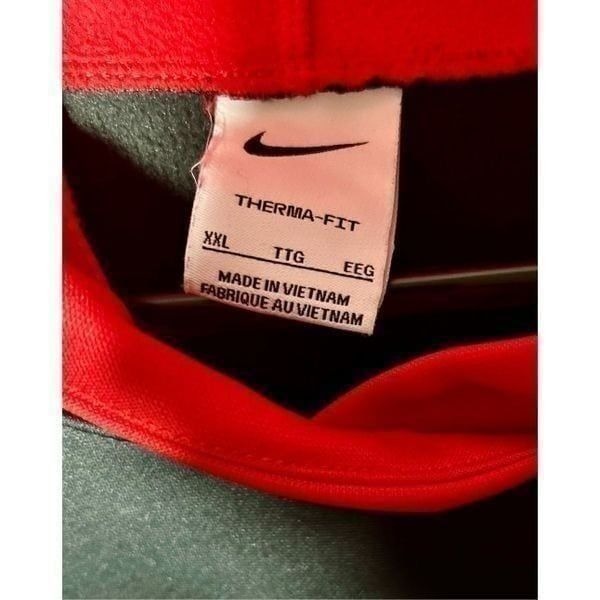 THERMA-FIT
XXL TTG EEG
MADE IN VIETNAM
FABRIQUE AU VIETNAM